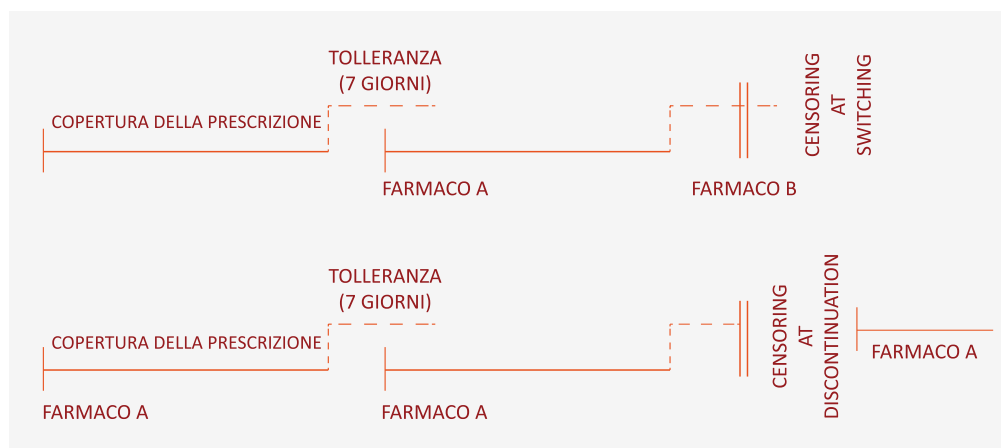 TOLLERANZA
(7 GIORNI)
COPERTURA DELLA PRESCRIZIONE
FARMACO A
FARMACO B
CENSORING
AT
SWITCHING
TOLLERANZA
(7 GIORNI)
COPERTURA DELLA PRESCRIZIONE
FARMACO A
FARMACO A
CENSORING
AT
DISCONTINUATION
FARMACO A